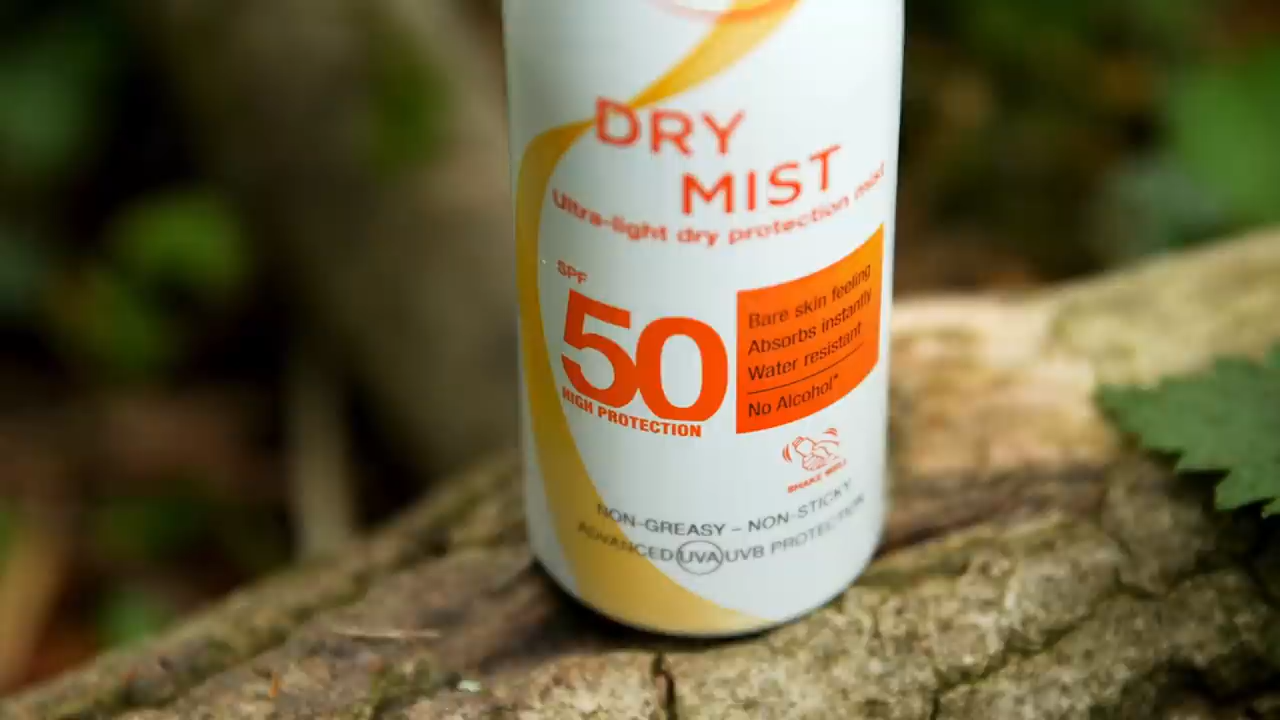 DRY
MIST
Ultra-light dry protection mist
SPF
50
HIGH PROTECTION
Bare skin feeling
Absorbs instantly
Water resistant
No Alcohol*
SHAKE WELL
NON-GREASY – NON-STICKY
ADVANCED UVA UVB PROTECTION